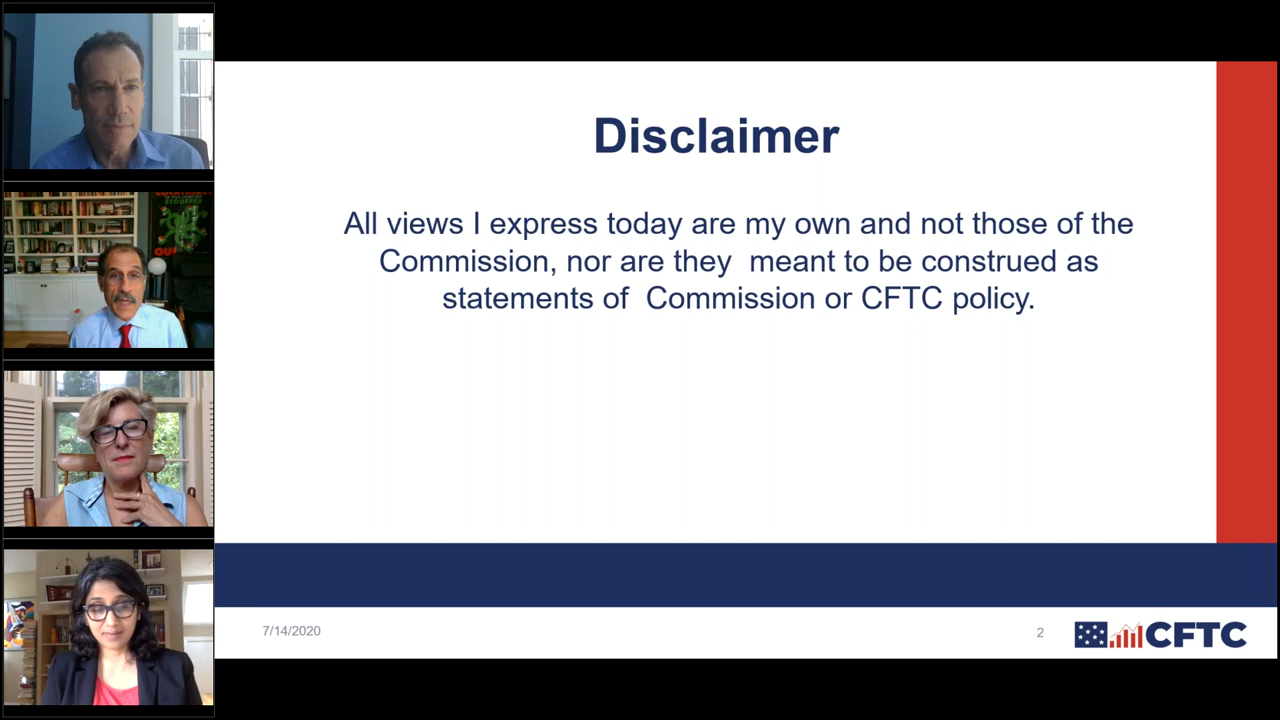 Disclaimer
All views I express today are my own and not those of the
Commission, nor are they  meant to be construed as
statements of  Commission or CFTC policy.
7/14/2020
2
CFTC